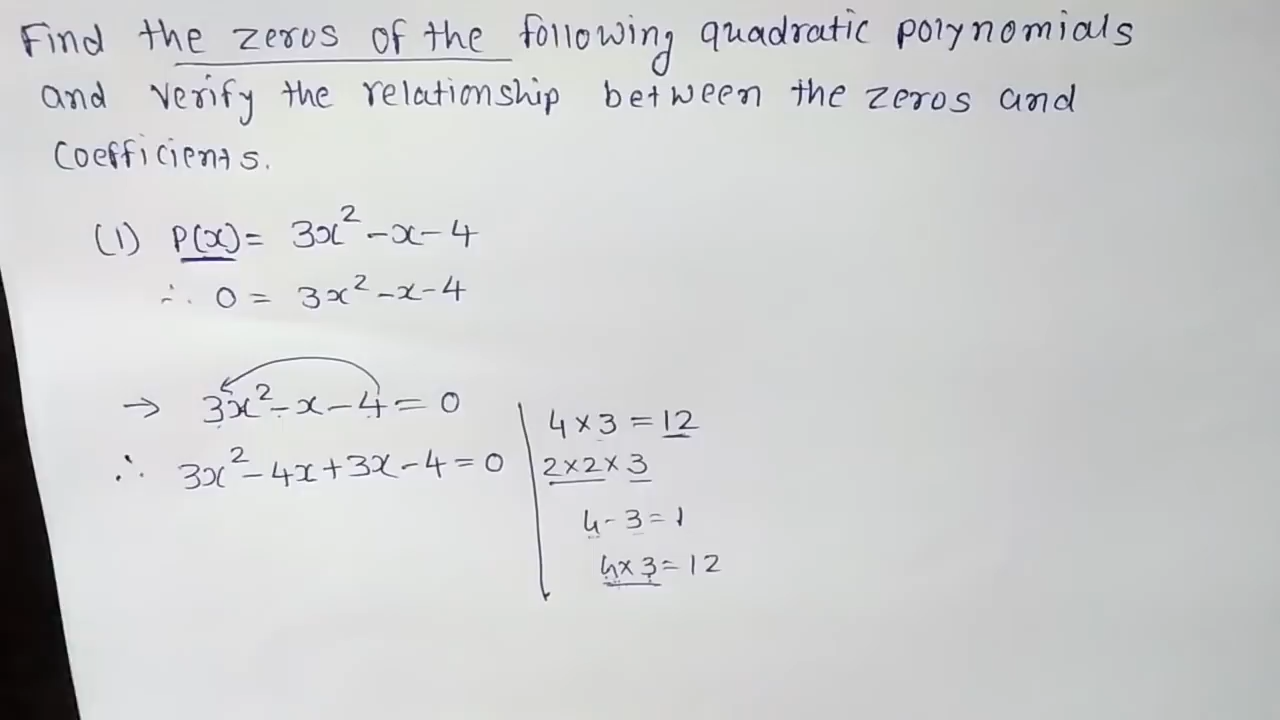 Find the zeros of the following quadratic polynomials
and verify the relationship between the zeros and
coefficients.
(1) P(x) = 3x² - x - 4
∴ 0 = 3x² - x - 4
→ 3x² - x - 4 = 0
∴ 3x² - 4x + 3x - 4 = 0
4 × 3 = 12
2 × 2 × 3
4 - 3 = 1
4 × 3 = 12